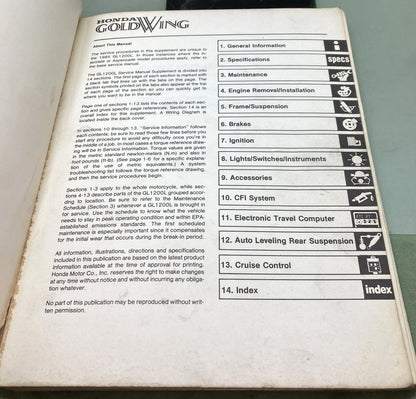 HONDA
GOLDWING
About This Manual
The service procedures in this supplement are unique to
the 1985 GL1200L. In those instances where the In-
terstate or Aspencade model procedures apply, refer to
the base service manual.
The GL1200L Service Manual Supplement is divided into
14 sections. The first page of each section is marked with
a black tab that lines up with the tabs on this page. The
section symbols printed on the tabs also appear at the top
of each page of the section so you can quickly get to
where you want to be in the manual.
Page one of sections 1-13 lists the contents of each sec-
tion and gives specific page references. Section 14 is an
overall index for this supplement. A Wiring Diagram is
located inside the back cover.
In sections 10 through 13, "Service Information" follows
each contents; be sure to read those few lines before you
start any procedure to avoid any difficulty once you're in
the middle of a job. In most cases a torque reference draw-
ing will be in Service Information. Torque values are given
in the metric standard newton-meters (N.m) and also in
foot-pounds (ft-lb). (See page 1-6 for a specific explana-
tion of the use of metric equivalents.) A system
troubleshooting list follows the torque reference drawing,
and then the service procedures begin.
Sections 1-3 apply to the whole motorcycle, while sec-
tions 4-13 describe parts of the GL1200L grouped accord-
ing to location. Be sure to refer to the Maintenance
Schedule (Section 3) whenever a GL1200L is brought in
for service. Use the schedule to know what the vehicle
needs to stay in peak operating condition and within EPA-
established emissions standards. The first scheduled
maintenance is especially important since it compensates
for the initial wear that occurs during the break-in period.
All information, illustrations, directions and specifications
included in this publication are based on the latest product
information available at the time of approval for printing.
Honda Motor Co., Inc. reserves the right to make changes
at any time without notice and without incurring any obliga-
tion whatever.
No part of this publication may be reproduced without writ-
ten permission.
1. General Information
i
2. Specifications
specs
3. Maintenance
4. Engine Removal/Installation
5. Frame/Suspension
6. Brakes
7. Ignition
8. Lights/Switches/Instruments
9. Accessories
10. CFI System
11. Electronic Travel Computer
12. Auto Leveling Rear Suspension
13. Cruise Control
14. Index
index